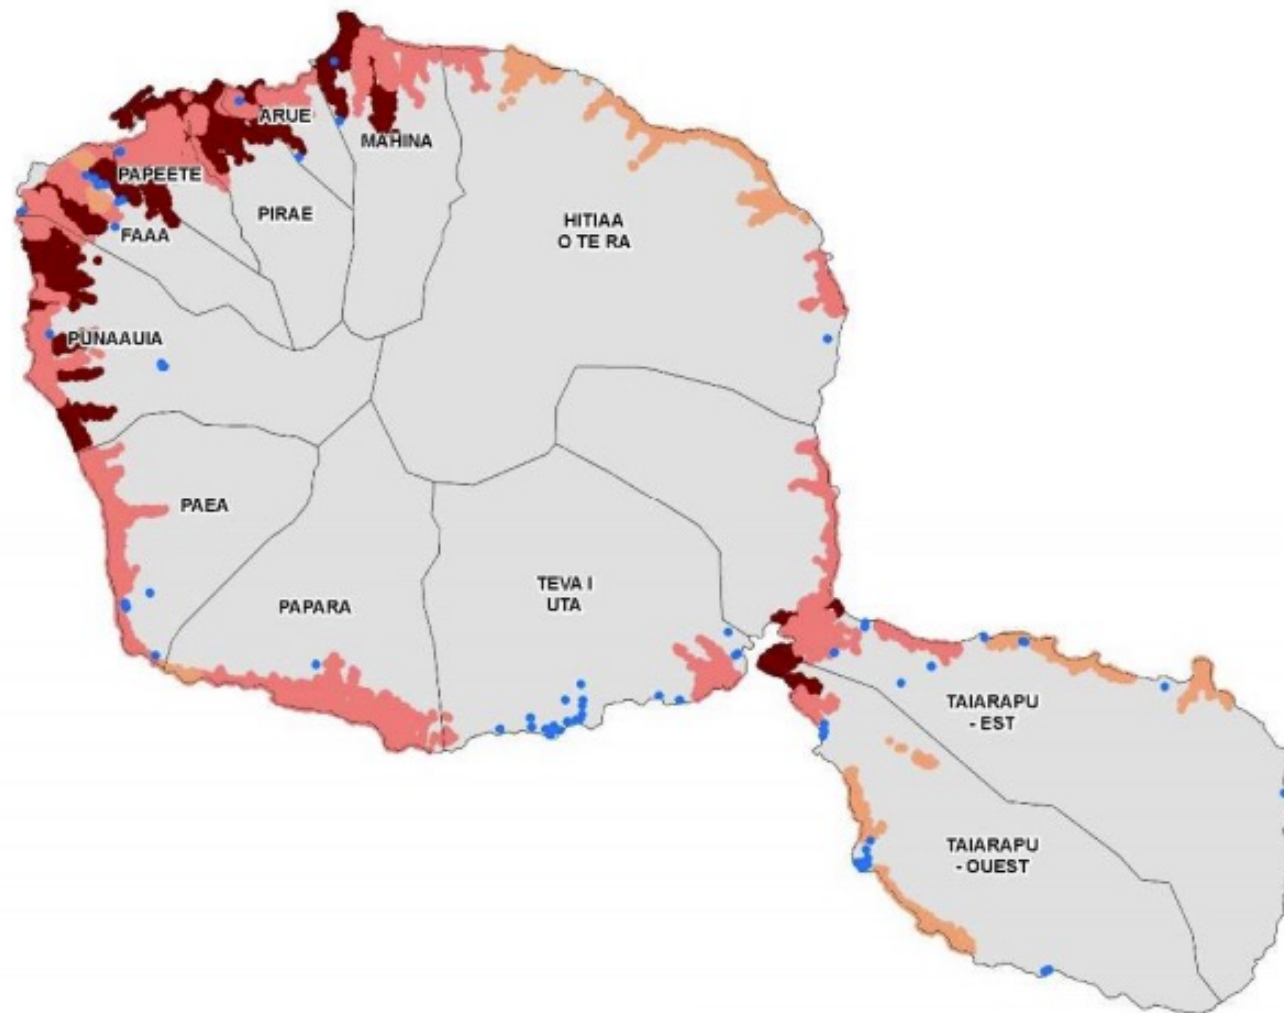 ARUE
MAHINA
PAPEETE
PIRAE
HITIAA
O TE RA
FAAA
PUNAAUIA
PAEA
TEVA I
UTA
PAPARA
TAIARAPU
- EST
TAIARAPU
- OUEST